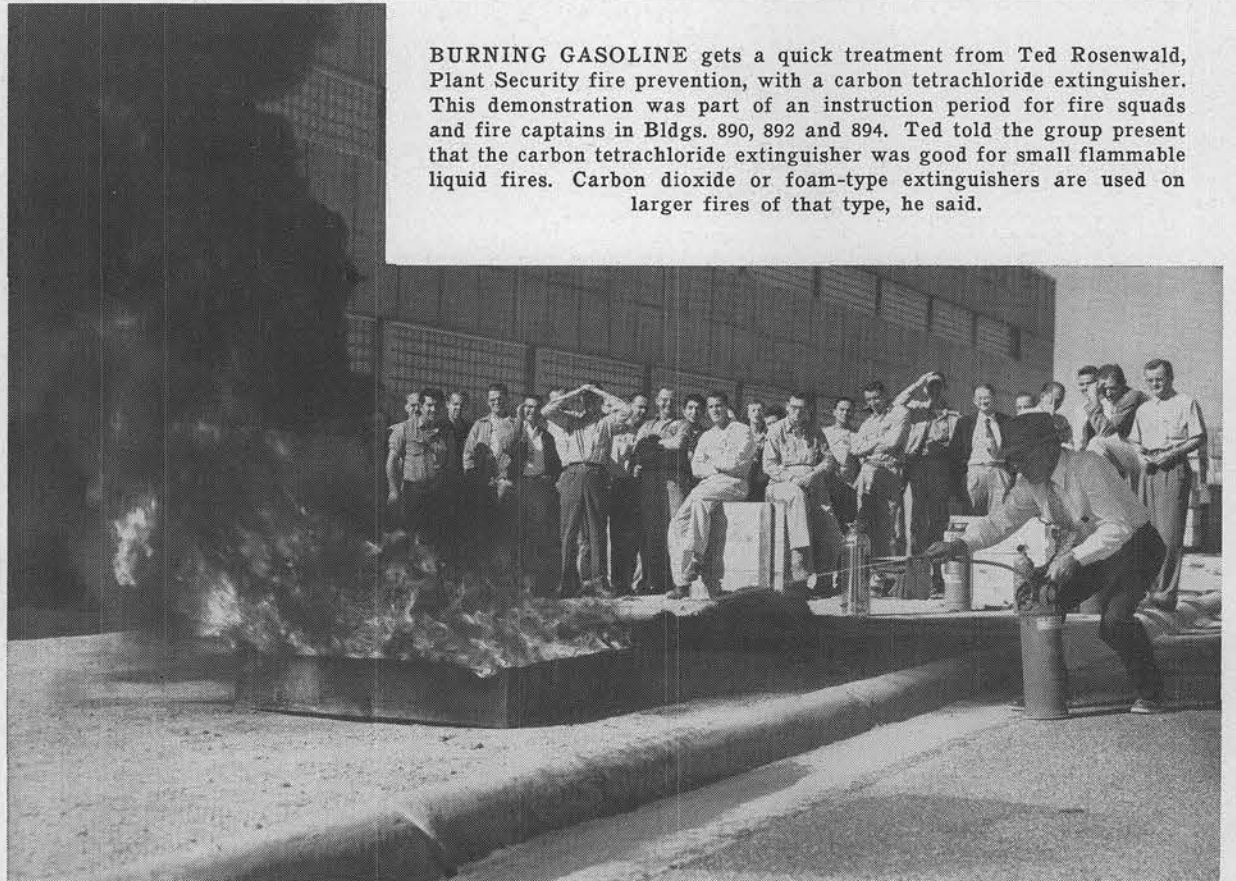 BURNING GASOLINE gets a quick treatment from Ted Rosenwald,
Plant Security fire prevention, with a carbon tetrachloride extinguisher.
This demonstration was part of an instruction period for fire squads
and fire captains in Bldgs. 890, 892 and 894. Ted told the group present
that the carbon tetrachloride extinguisher was good for small flammable
liquid fires. Carbon dioxide or foam-type extinguishers are used on
larger fires of that type, he said.